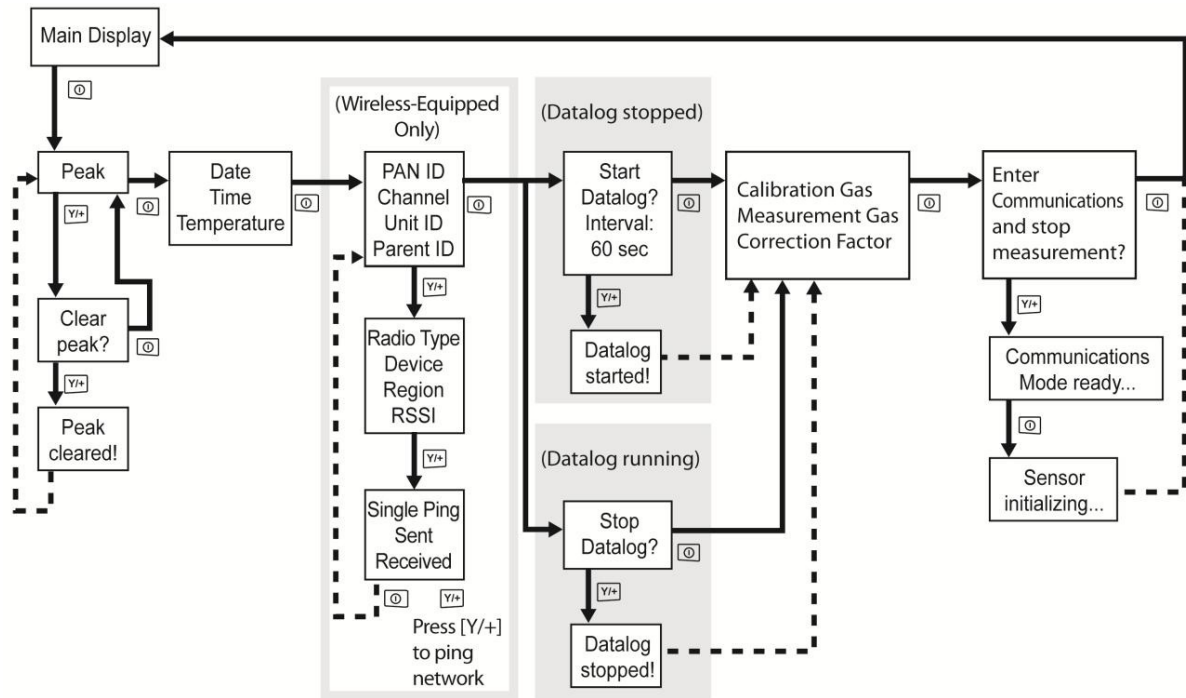 Main Display
Peak
Y/+
Clear
peak?
Y/+
Peak
cleared!
Date
Time
Temperature
(Wireless-Equipped
Only)
PAN ID
Channel
Unit ID
Parent ID
Y/+
Radio Type
Device
Region
RSSI
Y/+
Single Ping
Sent
Received
Y/+
Press [Y/+]
to ping
network
(Datalog stopped)
Start
Datalog?
Interval:
60 sec
Y/+
Datalog
started!
(Datalog running)
Stop
Datalog?
Y/+
Datalog
stopped!
Calibration Gas
Measurement Gas
Correction Factor
Enter
Communications
and stop
measurement?
Y/+
Communications
Mode ready...
Sensor
initializing...